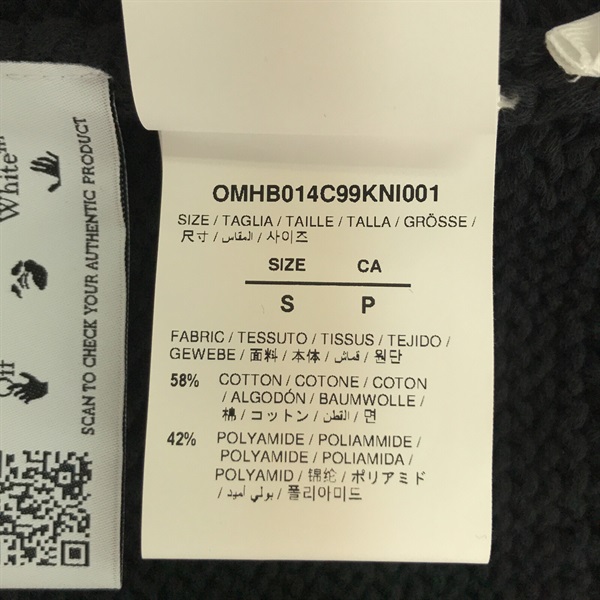 OMHB014C99KNI001
SIZE / TAGLIA / TAILLE / TALLA / GRÖSSE /
尺寸 / المقاس / 사이즈
SIZE CA
S P
FABRIC / TESSUTO / TISSUS / TEJIDO /
GEWEBE / 面料 / 本体 / قماش / 원단
58% COTTON / COTONE / COTON
/ ALGODÓN / BAUMWOLLE /
棉 / コットン / القطن / 면
42% POLYAMIDE / POLIAMMIDE /
POLYAMIDE / POLIAMIDA /
POLYAMID / 锦纶 / ポリアミド
/ بولي أميد / 폴리아미드
White™
Off
SCAN TO CHECK YOUR AUTHENTIC PRODUCT